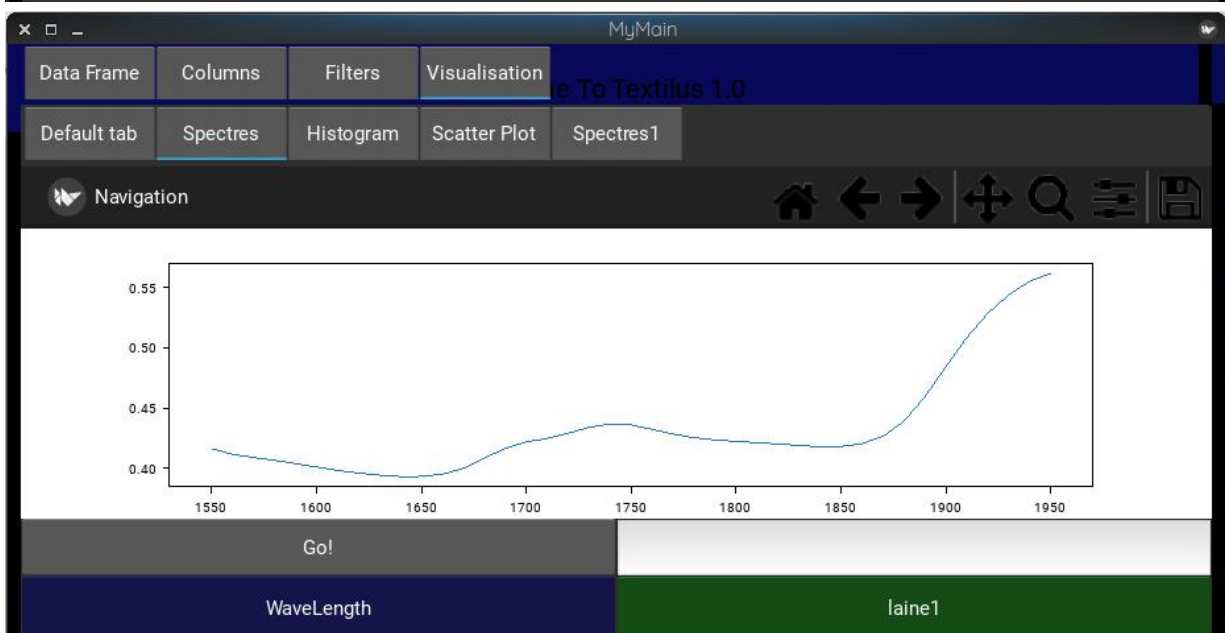 MyMain
Data Frame Columns Filters Visualisation
To Textilus 1.0
Default tab Spectres Histogram Scatter Plot Spectres1
Navigation
0.55
0.50
0.45
0.40
1550 1600 1650 1700 1750 1800 1850 1900 1950
Go!
WaveLength laine1